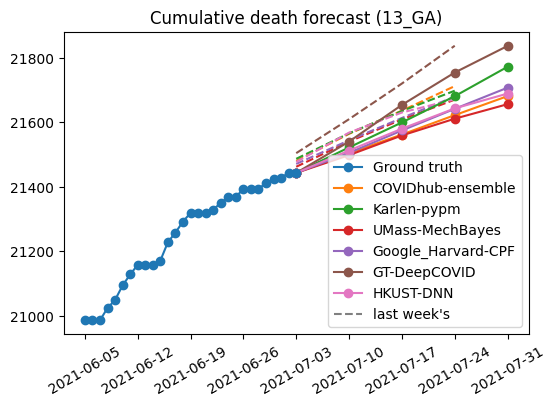 Cumulative death forecast (13_GA)
21800
21600
21400
21200
21000
Ground truth
COVIDhub-ensemble
Karlen-pypm
UMass-MechBayes
Google_Harvard-CPF
GT-DeepCOVID
HKUST-DNN
last week's
2021-06-05
2021-06-12
2021-06-19
2021-06-26
2021-07-03
2021-07-10
2021-07-17
2021-07-24
2021-07-31